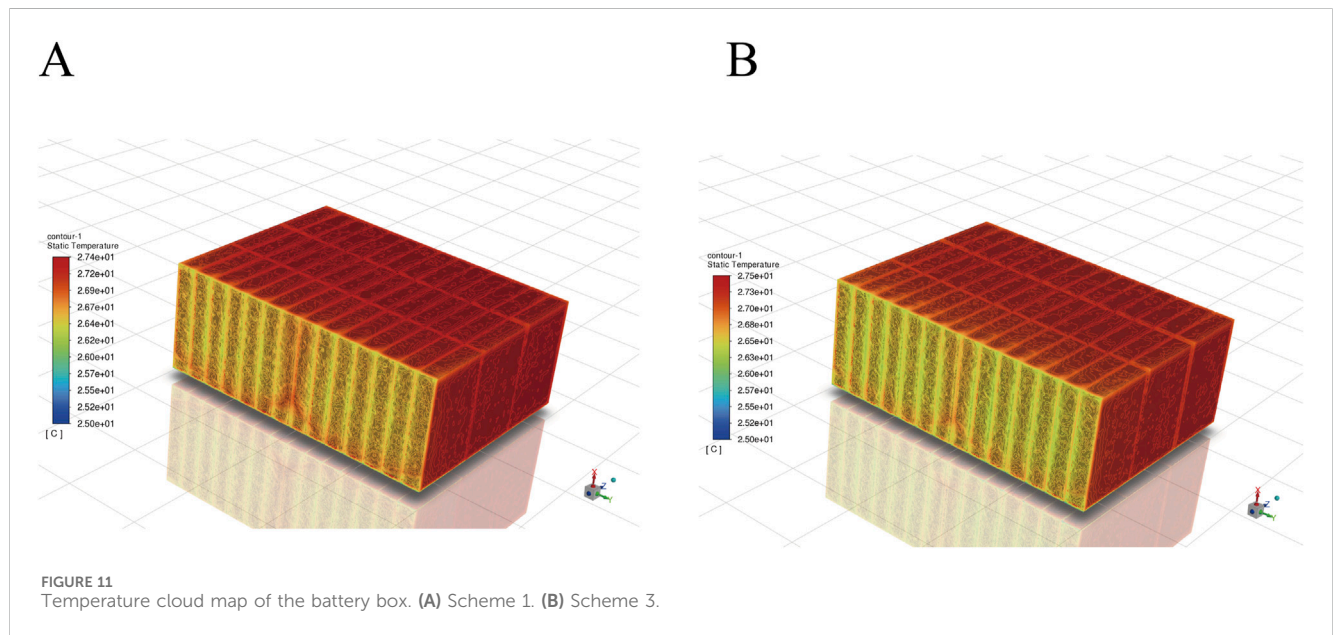 A
B
contour-1
Static Temperature
2.74e+01
2.72e+01
2.69e+01
2.67e+01
2.64e+01
2.62e+01
2.60e+01
2.57e+01
2.55e+01
2.52e+01
2.50e+01
[ C ]
X
Z
Y
contour-1
Static Temperature
2.75e+01
2.73e+01
2.70e+01
2.68e+01
2.65e+01
2.63e+01
2.60e+01
2.58e+01
2.55e+01
2.52e+01
2.50e+01
[ C ]
X
Z
Y
FIGURE 11
Temperature cloud map of the battery box. (A) Scheme 1. (B) Scheme 3.